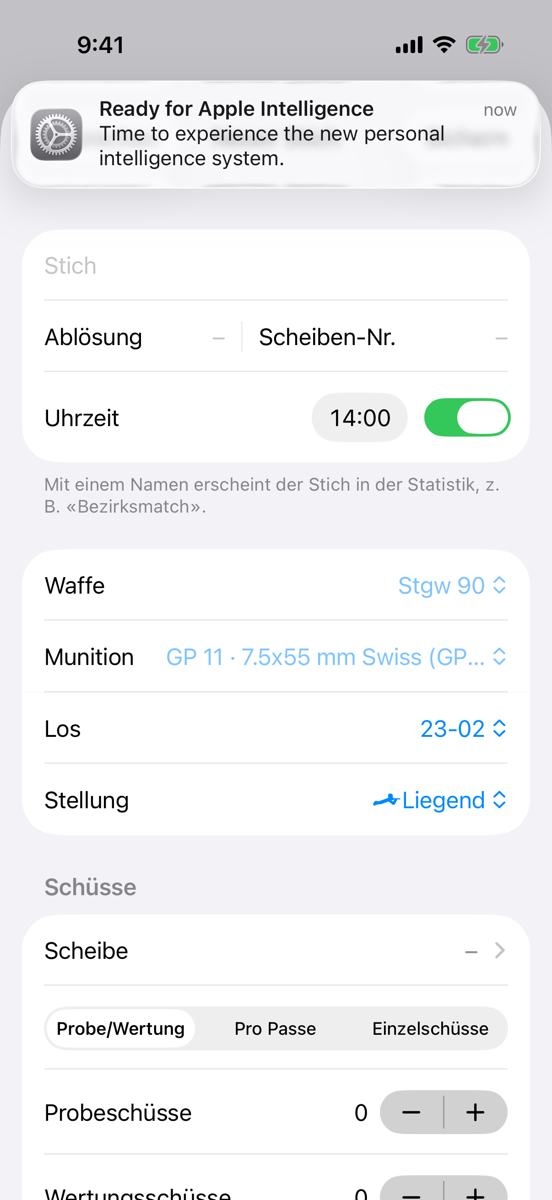 9:41
Ready for Apple Intelligence
now
Time to experience the new personal
intelligence system.
Stich
Ablösung – Scheiben-Nr. –
Uhrzeit 14:00
Mit einem Namen erscheint der Stich in der Statistik, z.
B. «Bezirksmatch».
Waffe Stgw 90
Munition GP 11 · 7.5x55 mm Swiss (GP...
Los 23-02
Stellung Liegend
Schüsse
Scheibe –
Probe/Wertung Pro Passe Einzelschüsse
Probeschüsse 0 − +
Wertungsschüsse 0 − +